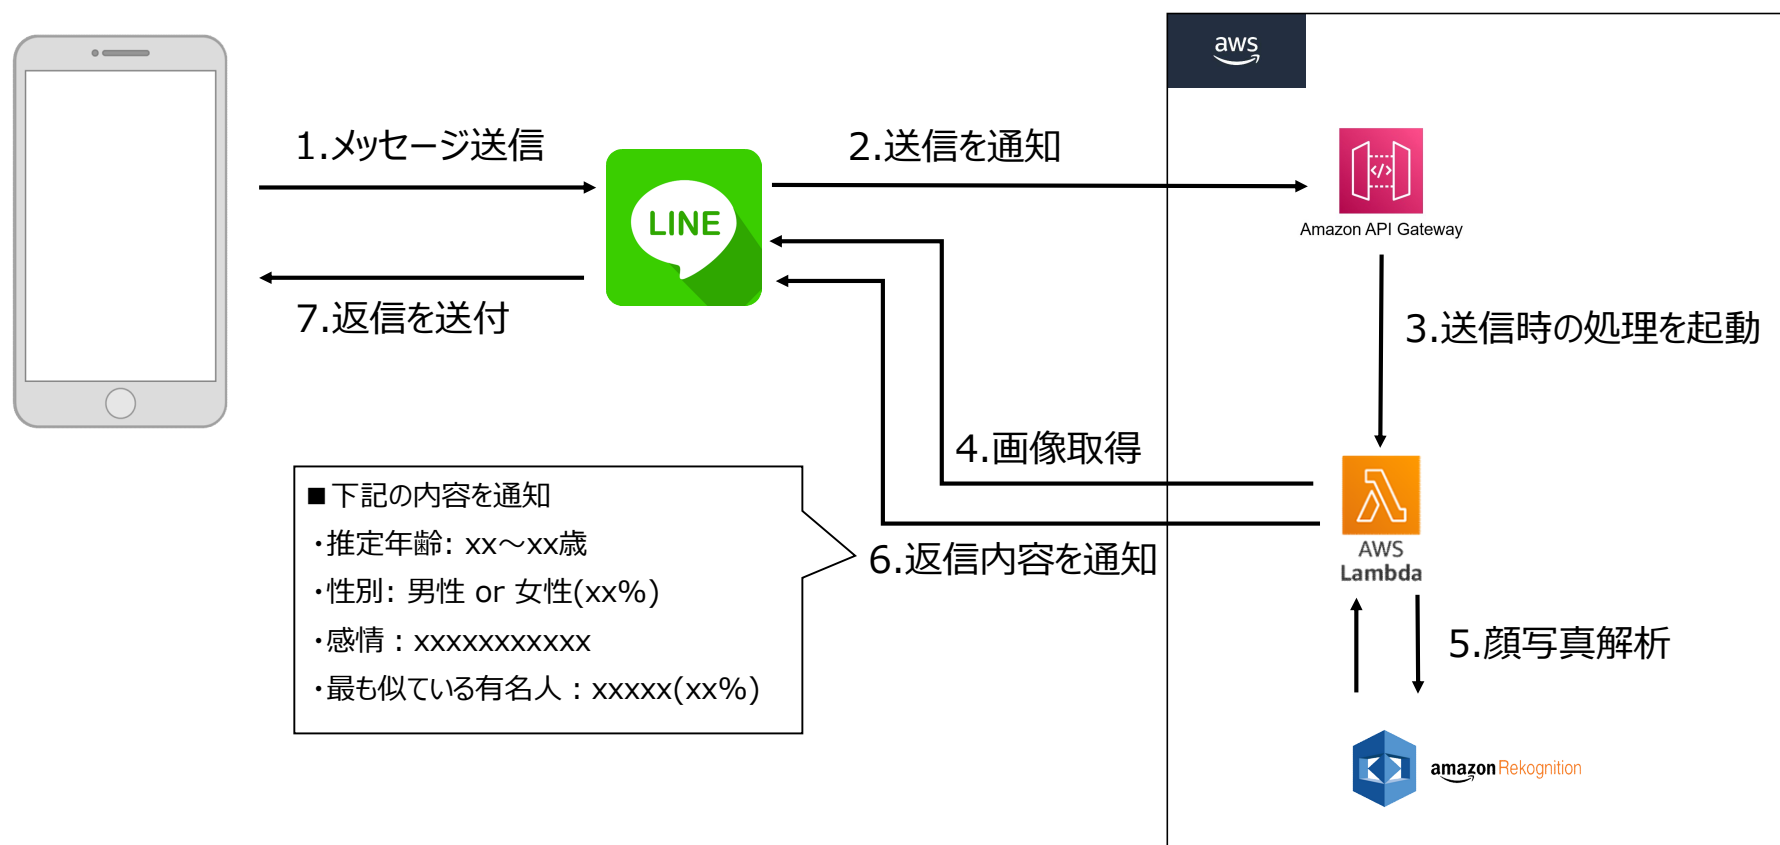 aws
1.メッセージ送信
2.送信を通知
LINE
</>
Amazon API Gateway
7.返信を送付
3.送信時の処理を起動
4.画像取得
■下記の内容を通知
・推定年齢: xx～xx歳
・性別: 男性 or 女性(xx%)
・感情：xxxxxxxxxxx
・最も似ている有名人：xxxxx(xx%)
6.返信内容を通知
AWS
Lambda
5.顔写真解析
amazon Rekognition